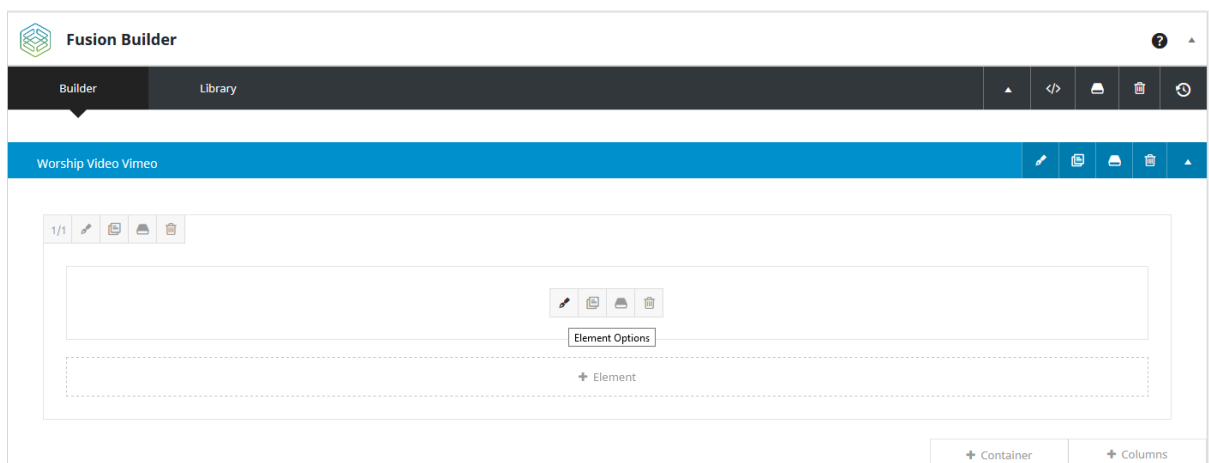 Fusion Builder
Builder
Library
</>
Worship Video Vimeo
1/1
Element Options
+ Element
+ Container
+ Columns